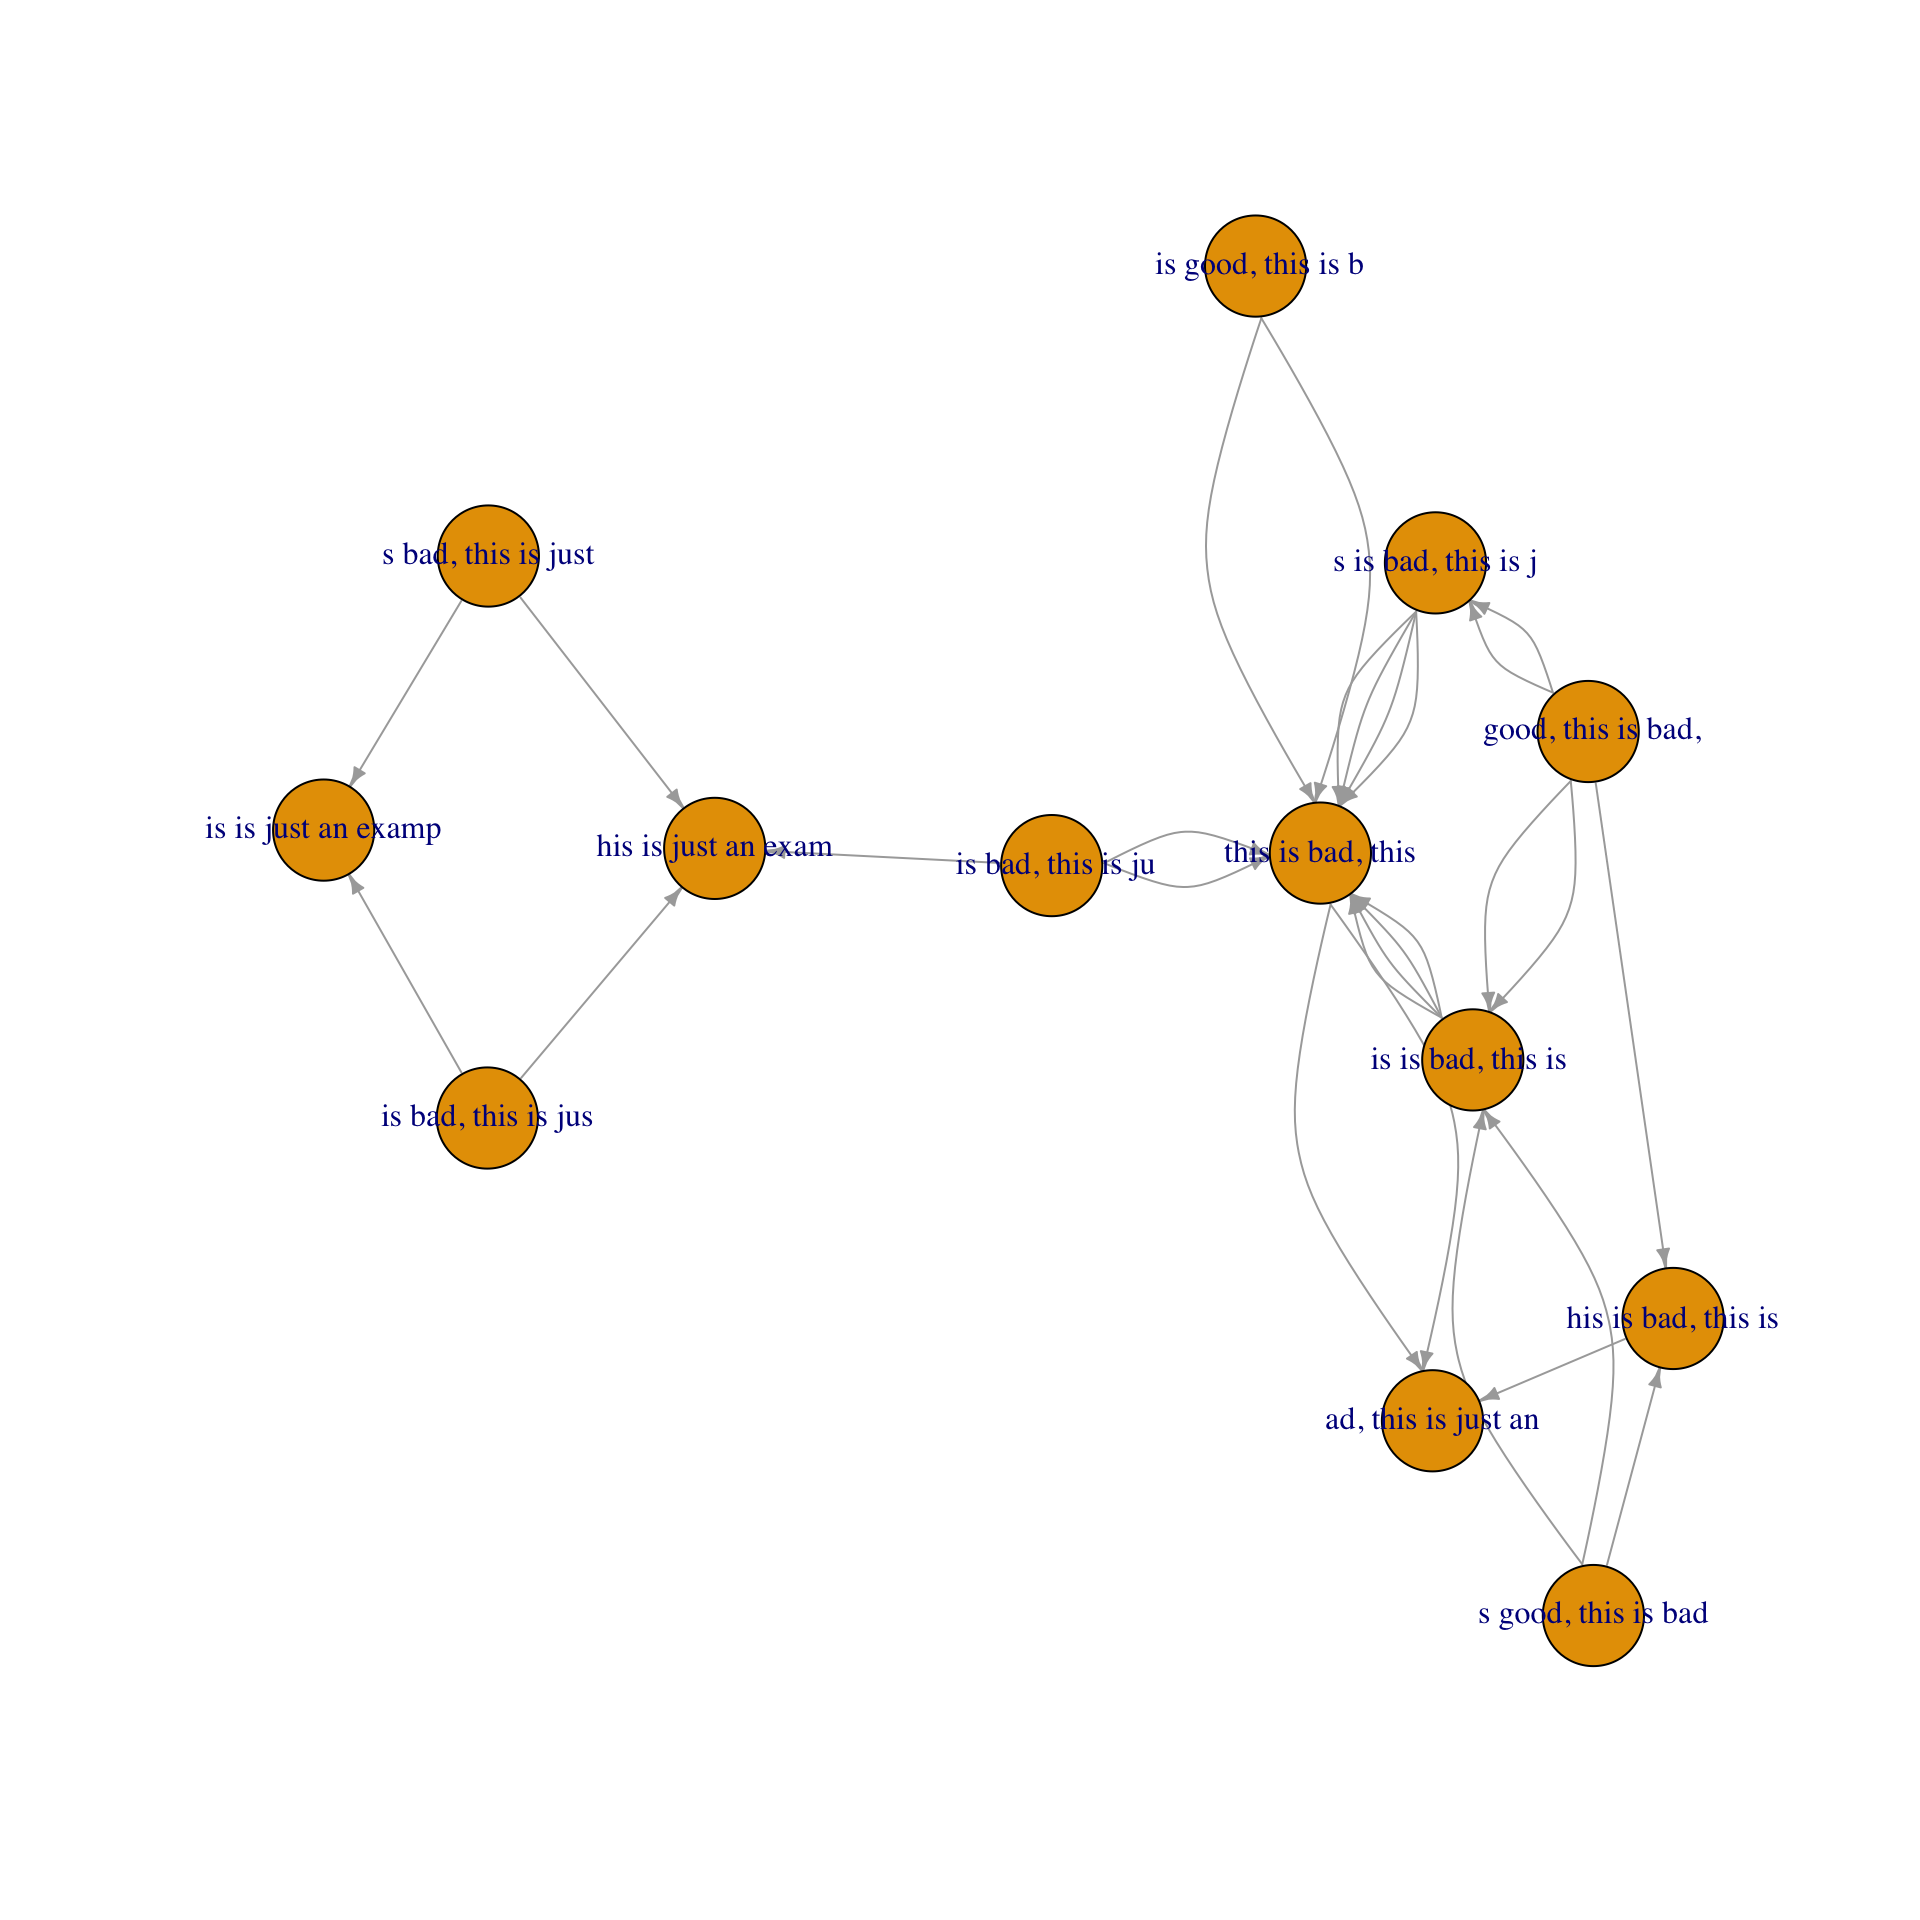 is good, this is b
s bad, this is just
s is bad, this is j
good, this is bad,
is is just an examp
his is just an exam
is bad, this is ju
this is bad, this
is is bad, this is
is bad, this is jus
his is bad, this is
ad, this is just an
s good, this is bad